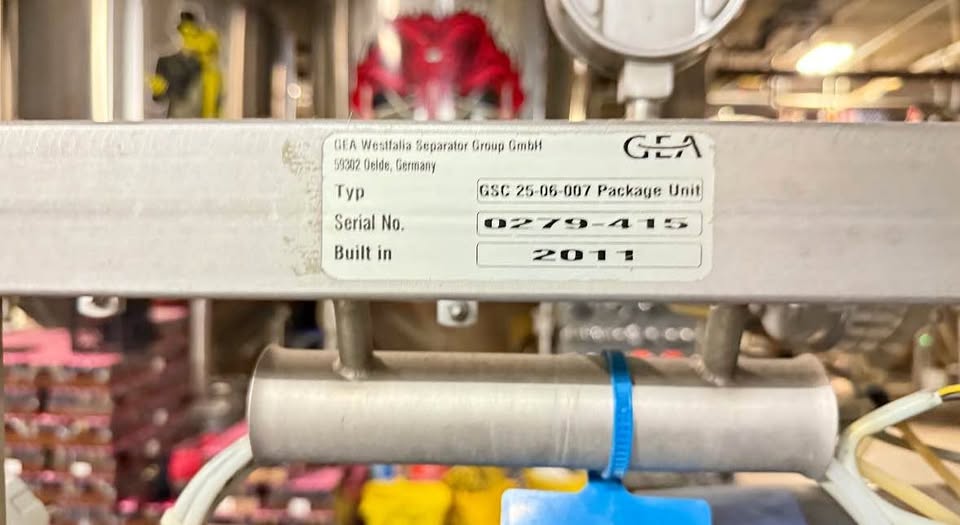 GEA Westfalia Separator Group GmbH
59302 Oelde, Germany
GEA
Typ GSC 25-06-007 Package Unit
Serial No. 0279-415
Built in 2011